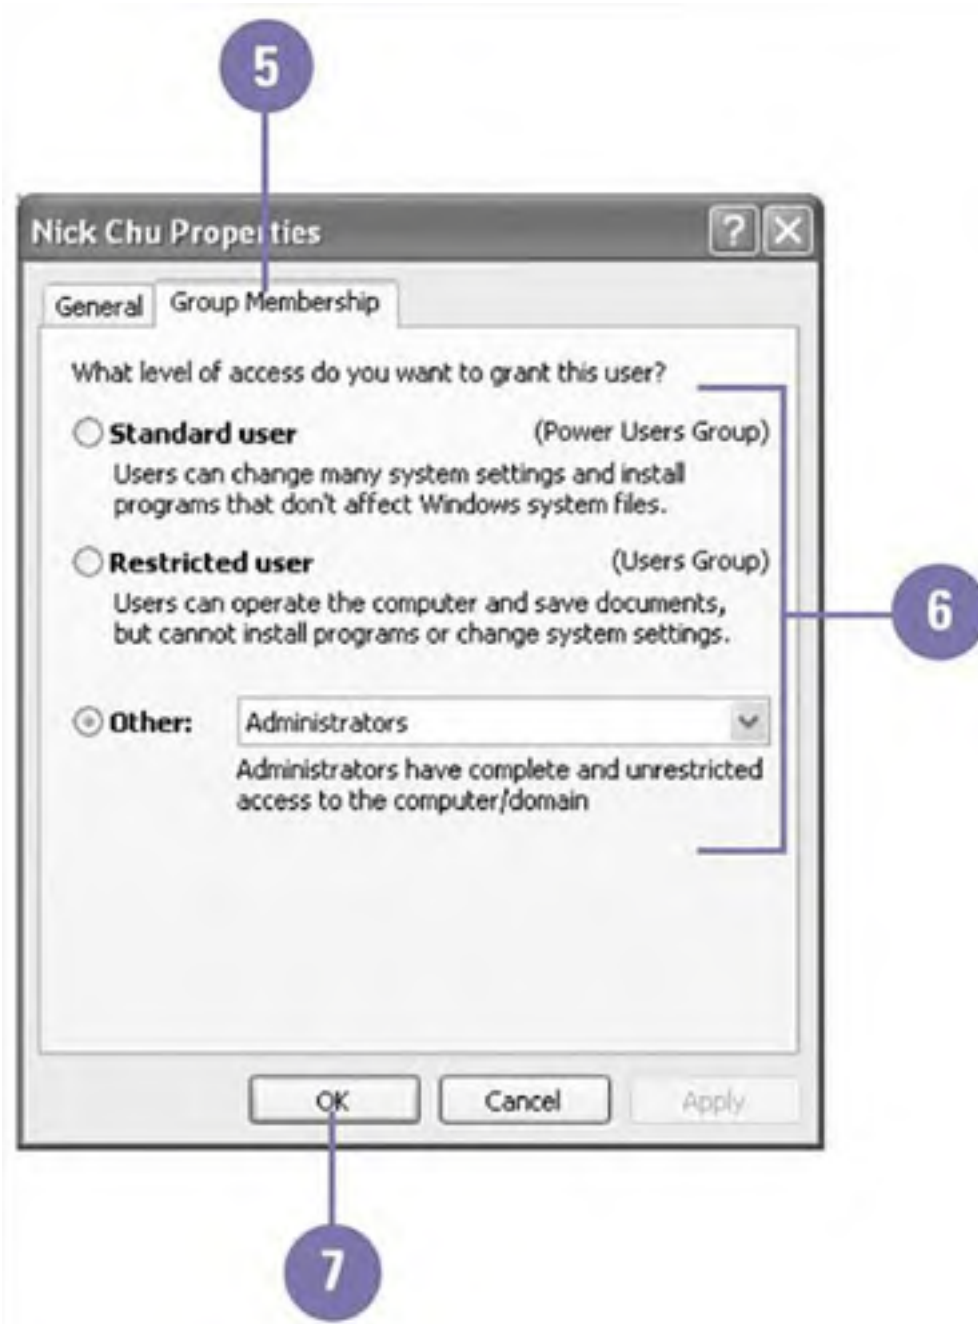 5
Nick Chu Properties
General Group Membership
What level of access do you want to grant this user?
Standard user (Power Users Group)
Users can change many system settings and install
programs that don't affect Windows system files.
Restricted user (Users Group)
Users can operate the computer and save documents,
but cannot install programs or change system settings.
6
Other: Administrators
Administrators have complete and unrestricted
access to the computer/domain
OK Cancel Apply
7